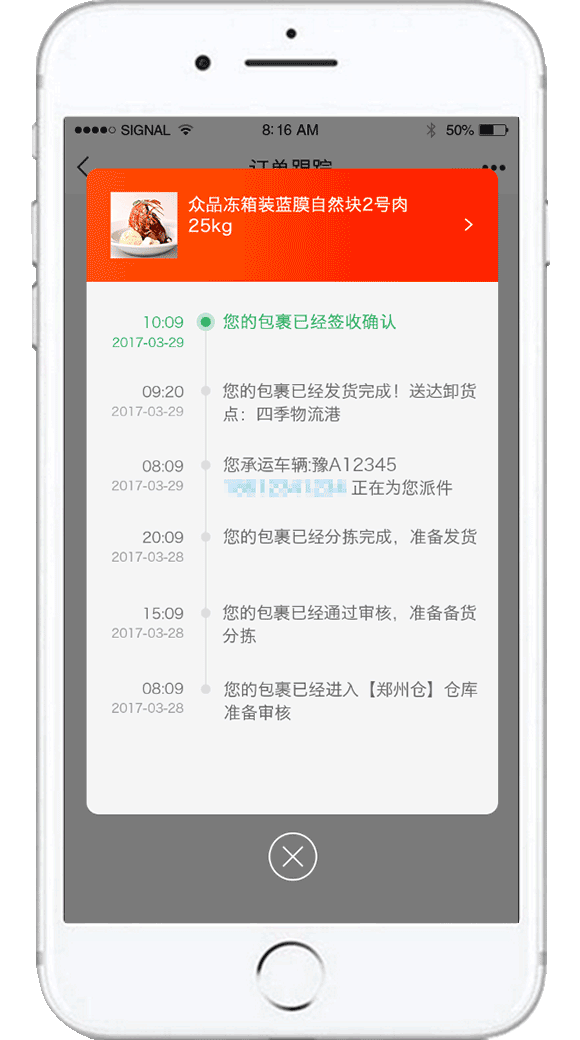 SIGNAL 8:16 AM 50%
订单跟踪
众品冻箱装蓝膜自然块2号肉
25kg
10:09 您的包裹已经签收确认
2017-03-29
09:20 您的包裹已经发货完成！送达卸货
2017-03-29 点：四季物流港
08:09 您承运车辆:豫A12345
2017-03-29 正在为您派件
20:09 您的包裹已经分拣完成，准备发货
2017-03-28
15:09 您的包裹已经通过审核，准备备货
2017-03-28 分拣
08:09 您的包裹已经进入【郑州仓】仓库
2017-03-28 准备审核